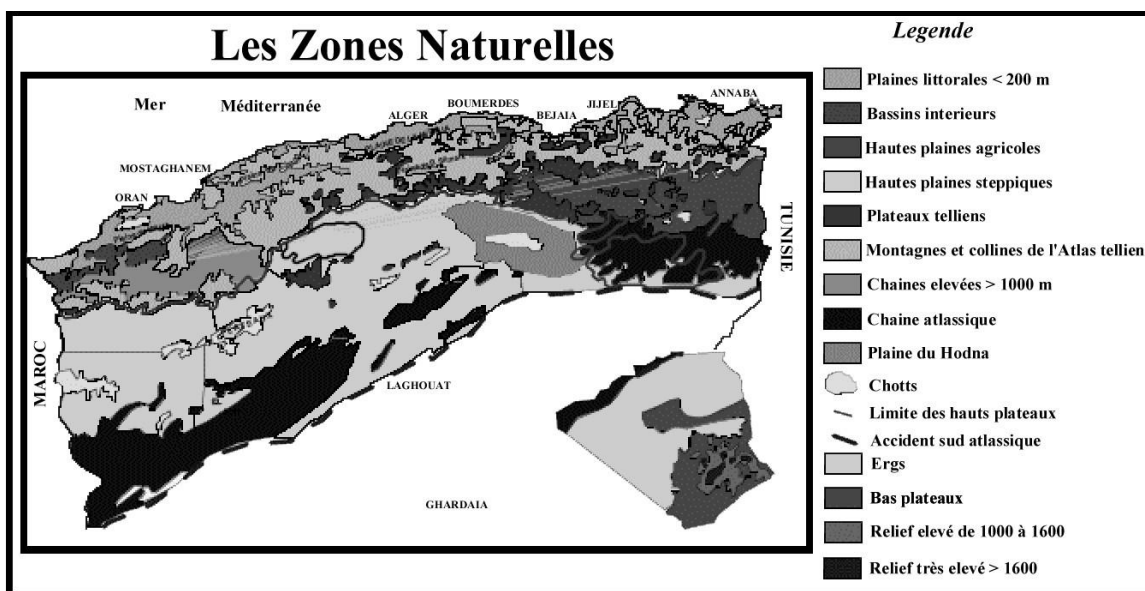 Les Zones Naturelles
Mer Méditerranée
ALGER
BOUMERDES
BEJAIA
JIJEL
ANNABA
MOSTAGHANEM
ORAN
MAROC
TUNISIE
LAGHOUAT
GHARDAIA
Legende
Plaines littorales < 200 m
Bassins interieurs
Hautes plaines agricoles
Hautes plaines steppiques
Plateaux telliens
Montagnes et collines de l'Atlas tellien
Chaines elevées > 1000 m
Chaine atlassique
Plaine du Hodna
Chotts
Limite des hauts plateaux
Accident sud atlassique
Ergs
Bas plateaux
Relief elevé de 1000 à 1600
Relief très elevé > 1600